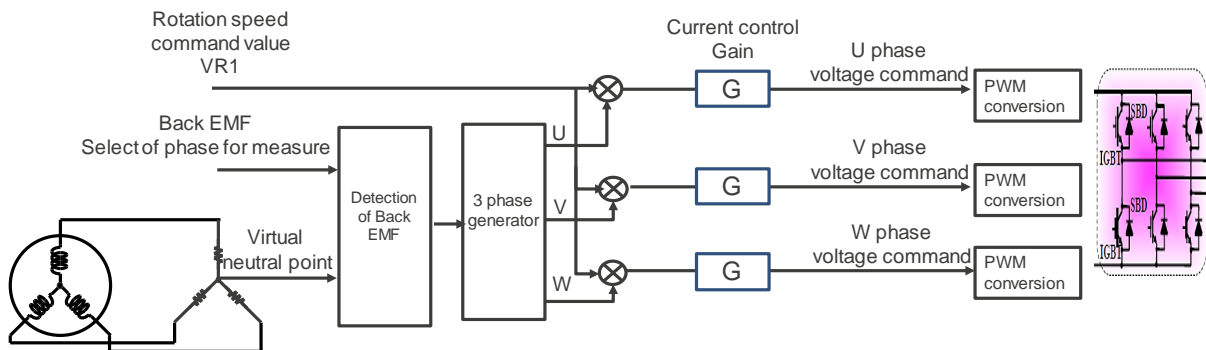 Rotation speed
command value
VR1
Current control
Gain
U phase
voltage command
G
PWM
conversion
SBD
IGBT
Back EMF
Select of phase for measure
U
Detection
of Back
EMF
3 phase
generator
V
V phase
voltage command
G
PWM
conversion
SBD
IGBT
Virtual
neutral point
W
W phase
voltage command
G
PWM
conversion